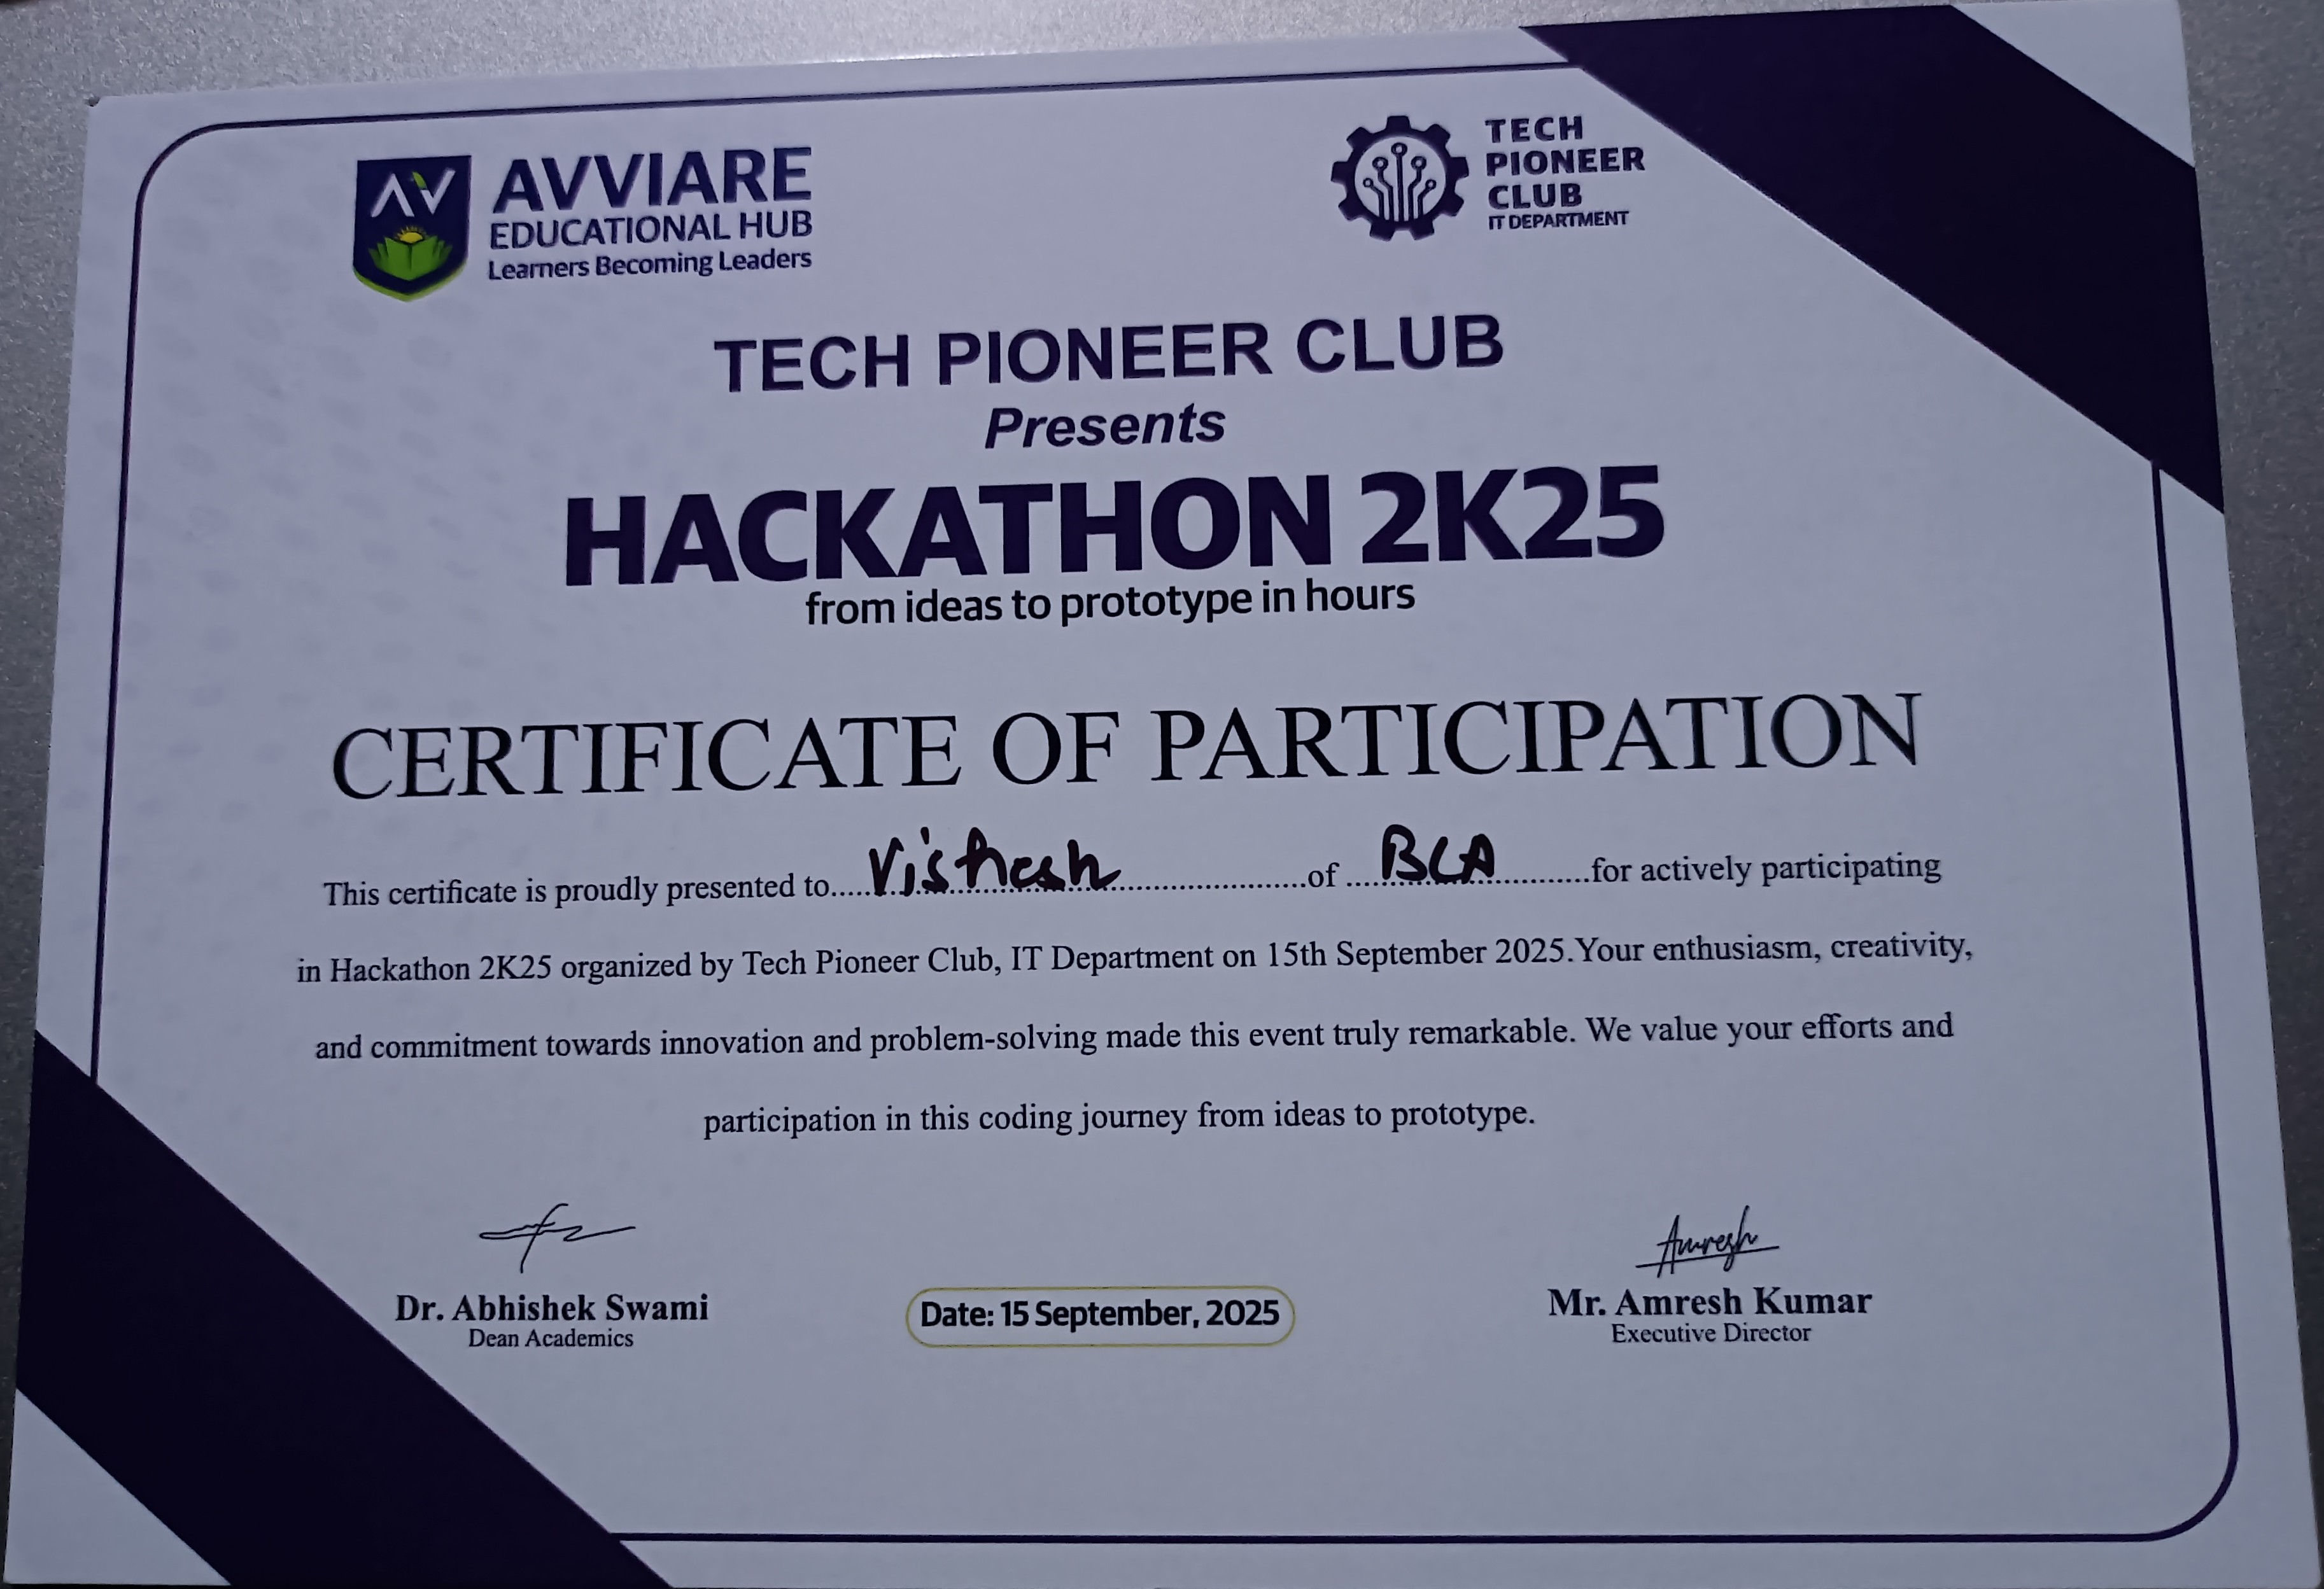 AV
AVVIARE
EDUCATIONAL HUB
Learners Becoming Leaders
TECH
PIONEER
CLUB
IT DEPARTMENT
TECH PIONEER CLUB
Presents
HACKATHON 2K25
from ideas to prototype in hours
CERTIFICATE OF PARTICIPATION
This certificate is proudly presented to.....Vishesh..........of ...BCA..........for actively participating
in Hackathon 2K25 organized by Tech Pioneer Club, IT Department on 15th September 2025.Your enthusiasm, creativity,
and commitment towards innovation and problem-solving made this event truly remarkable. We value your efforts and
participation in this coding journey from ideas to prototype.
Amresh
Dr. Abhishek Swami
Dean Academics
Date: 15 September, 2025
Mr. Amresh Kumar
Executive Director